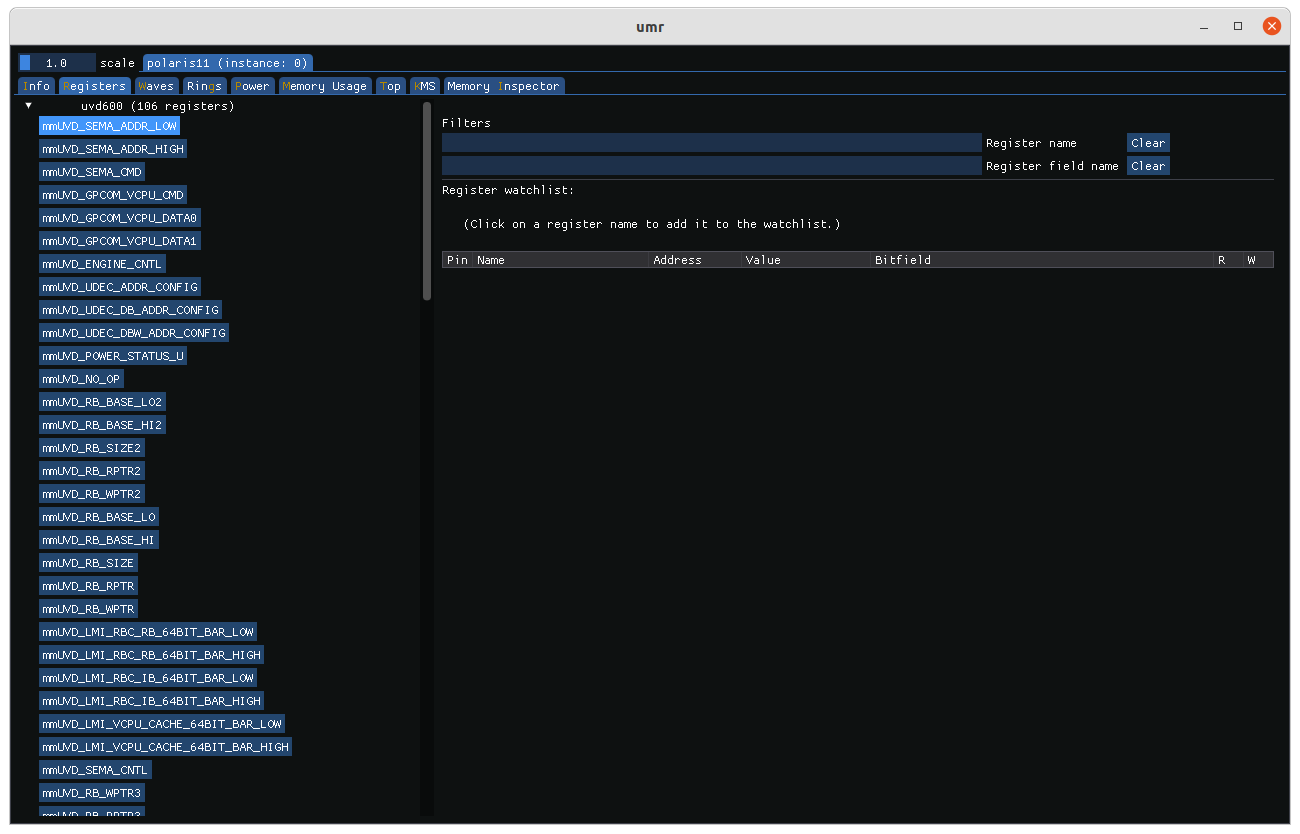 umr
1.0 scale polaris11 (instance: 0)
Info Registers Waves Rings Power Memory Usage Top KMS Memory Inspector
uvd600 (106 registers)
mmUVD_SEMA_ADDR_LOW
mmUVD_SEMA_ADDR_HIGH
mmUVD_SEMA_CMD
mmUVD_GPCOM_VCPU_CMD
mmUVD_GPCOM_VCPU_DATA0
mmUVD_GPCOM_VCPU_DATA1
mmUVD_ENGINE_CNTL
mmUVD_UDEC_ADDR_CONFIG
mmUVD_UDEC_DB_ADDR_CONFIG
mmUVD_UDEC_DBW_ADDR_CONFIG
mmUVD_POWER_STATUS_U
mmUVD_NO_OP
mmUVD_RB_BASE_LO2
mmUVD_RB_BASE_HI2
mmUVD_RB_SIZE2
mmUVD_RB_RPTR2
mmUVD_RB_WPTR2
mmUVD_RB_BASE_LO
mmUVD_RB_BASE_HI
mmUVD_RB_SIZE
mmUVD_RB_RPTR
mmUVD_RB_WPTR
mmUVD_LMI_RBC_RB_64BIT_BAR_LOW
mmUVD_LMI_RBC_RB_64BIT_BAR_HIGH
mmUVD_LMI_RBC_IB_64BIT_BAR_LOW
mmUVD_LMI_RBC_IB_64BIT_BAR_HIGH
mmUVD_LMI_VCPU_CACHE_64BIT_BAR_LOW
mmUVD_LMI_VCPU_CACHE_64BIT_BAR_HIGH
mmUVD_SEMA_CNTL
mmUVD_RB_WPTR3
mmUVD_RB_RPTR3
Filters
Register name Clear
Register field name Clear
Register watchlist:
(Click on a register name to add it to the watchlist.)
Pin Name Address Value Bitfield R W